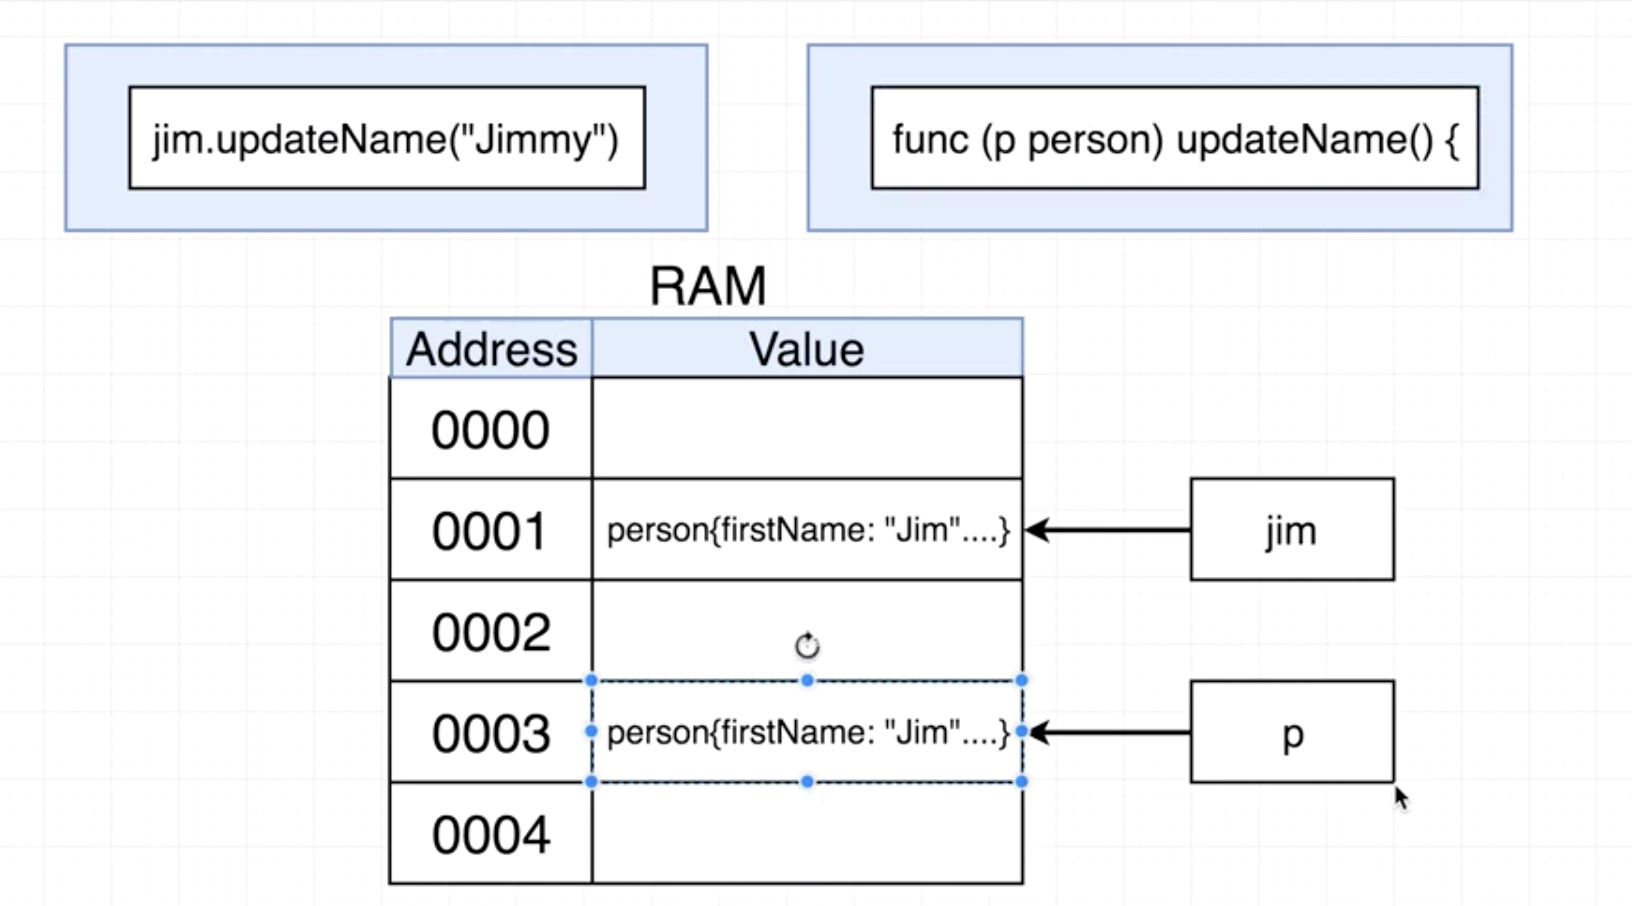 jim.updateName("Jimmy")
func (p person) updateName() {
RAM
Address Value
0000
0001 person{firstName: "Jim"....} jim
0002
0003 person{firstName: "Jim"....} p
0004